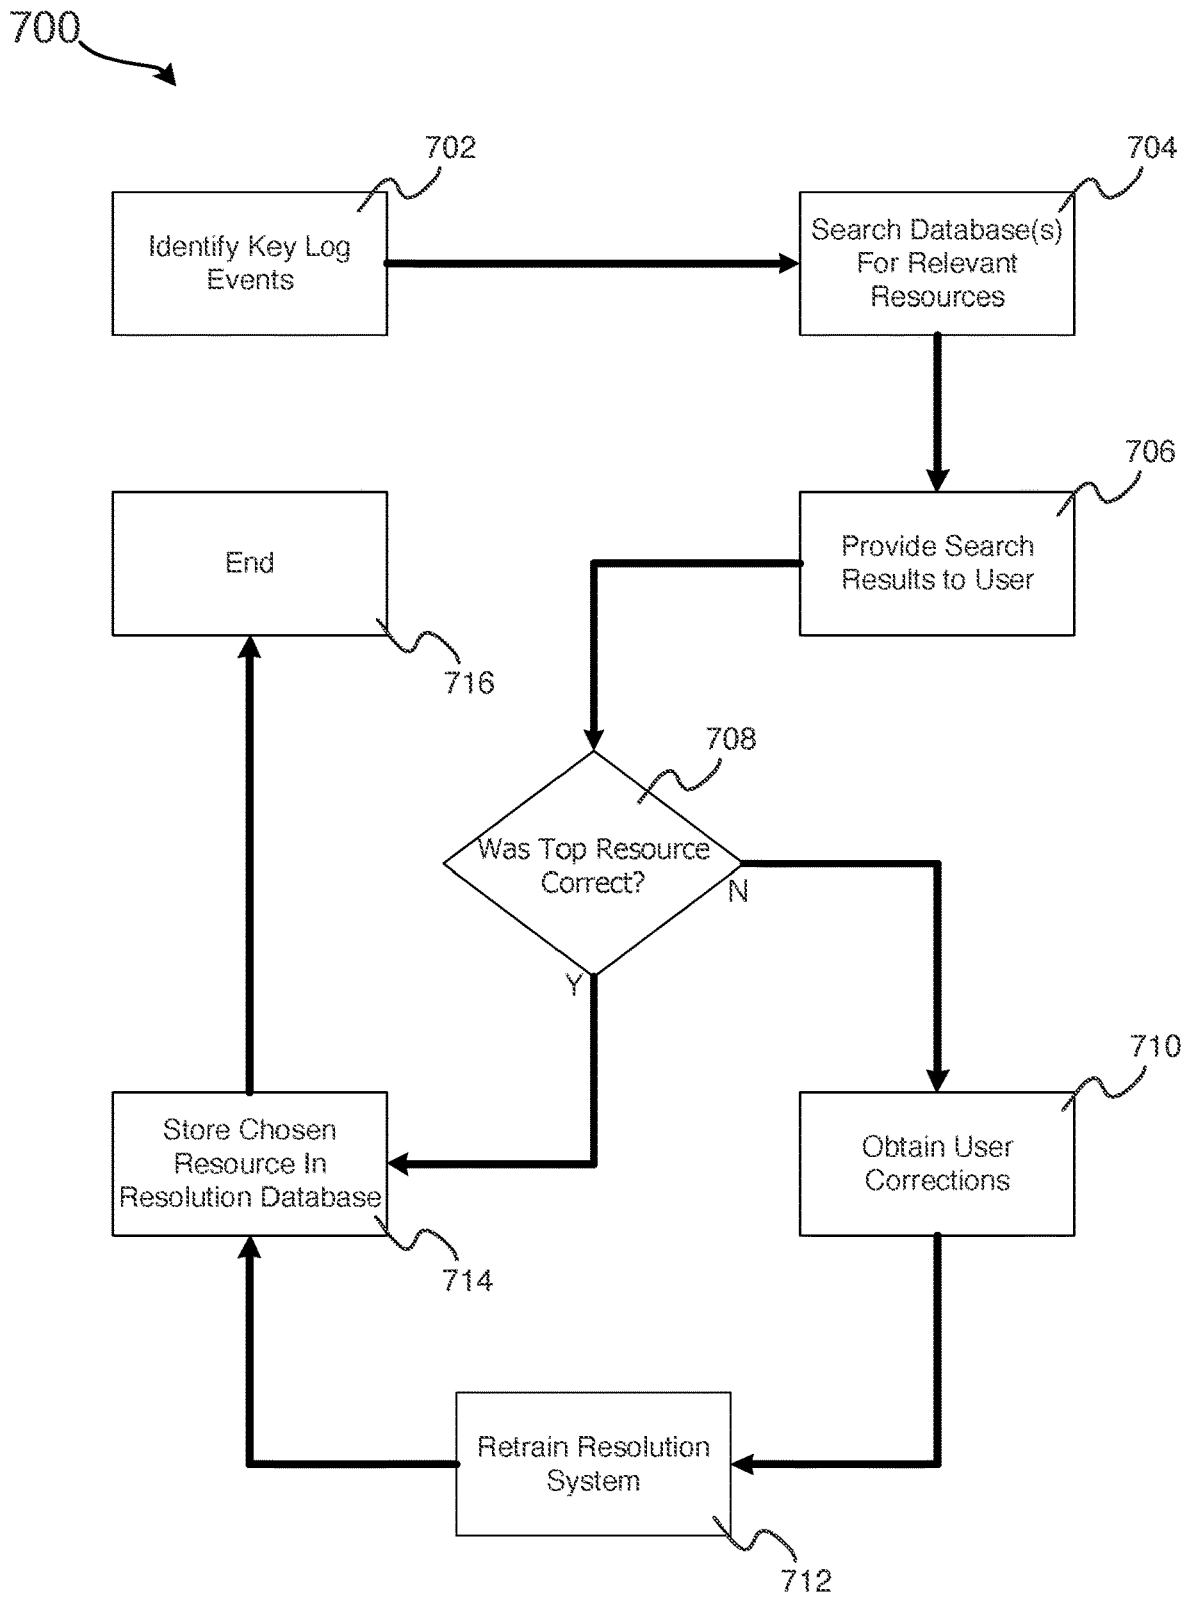 700
702
Identify Key Log
Events
704
Search Database(s)
For Relevant
Resources
706
Provide Search
Results to User
End
716
708
Was Top Resource
Correct?
N
Y
710
Obtain User
Corrections
Store Chosen
Resource In
Resolution Database
714
Retrain Resolution
System
712